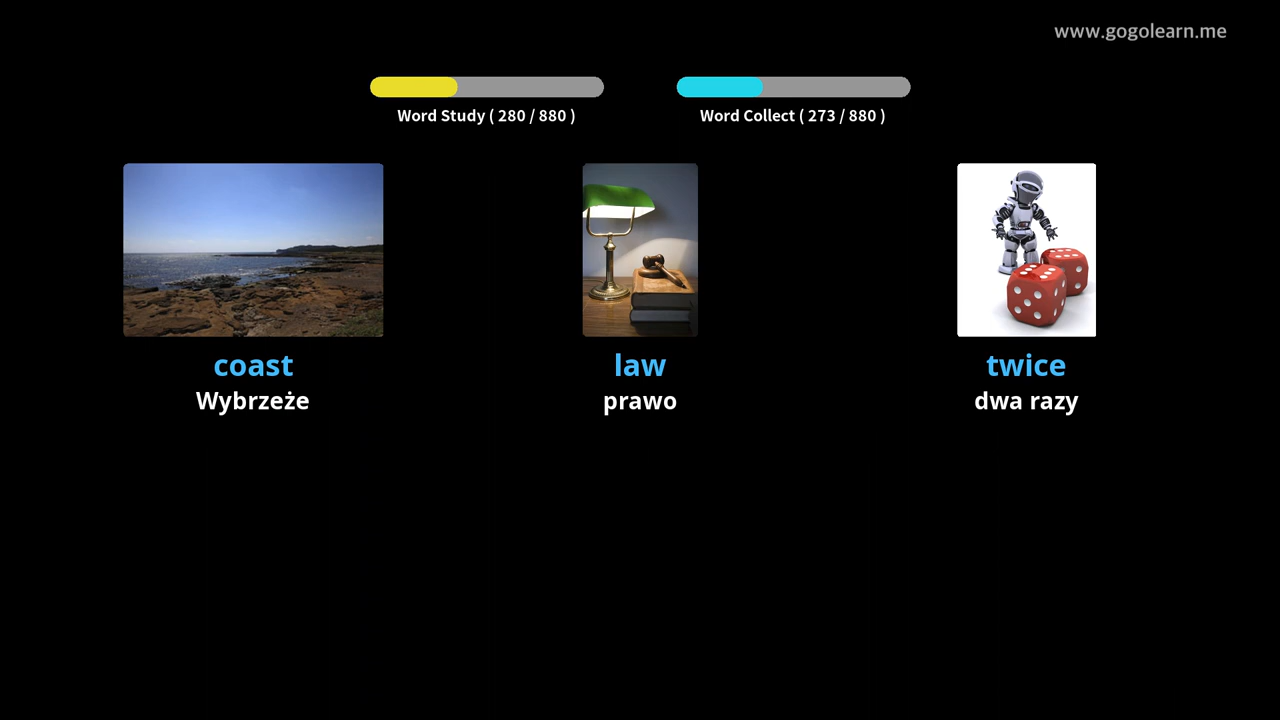 www.gogolearn.me
Word Study ( 280 / 880 )
Word Collect ( 273 / 880 )
coast
Wybrzeże
law
prawo
twice
dwa razy